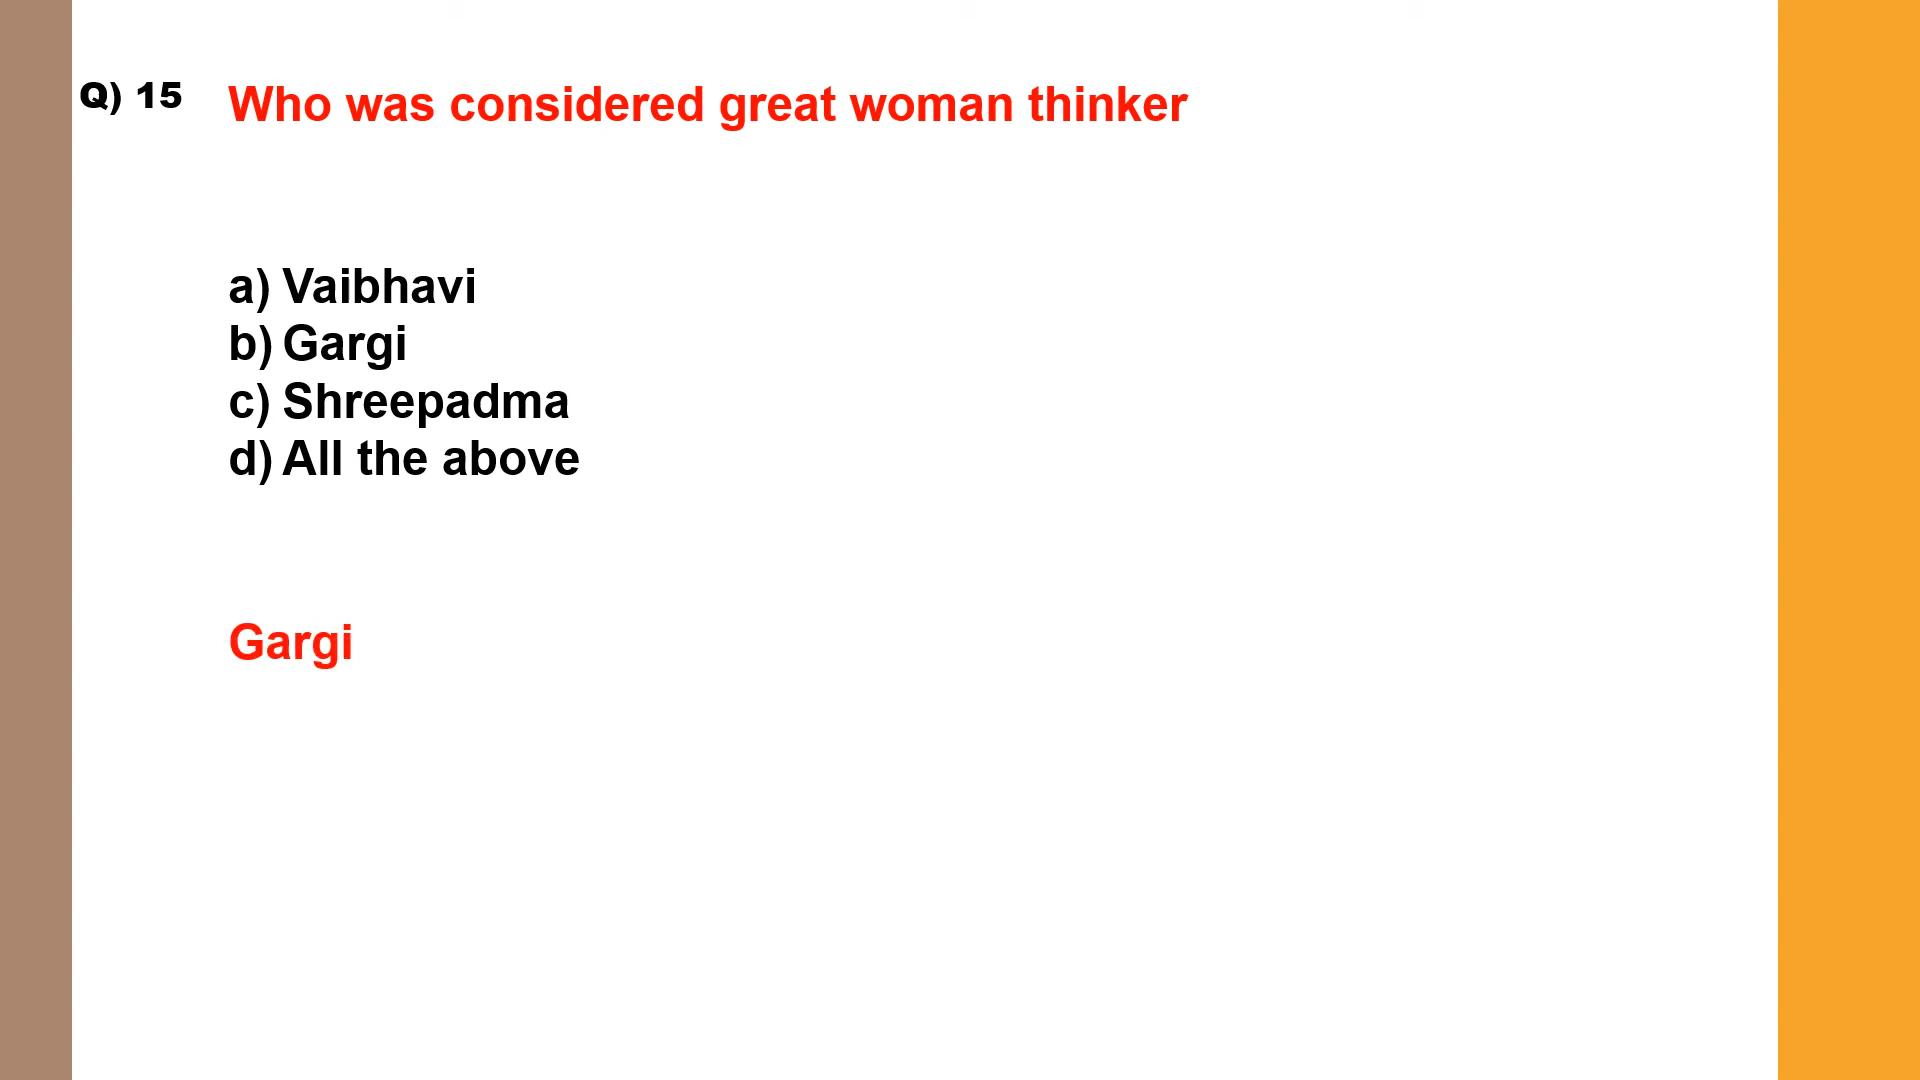 Q) 15 Who was considered great woman thinker
a) Vaibhavi
b) Gargi
c) Shreepadma
d) All the above
Gargi